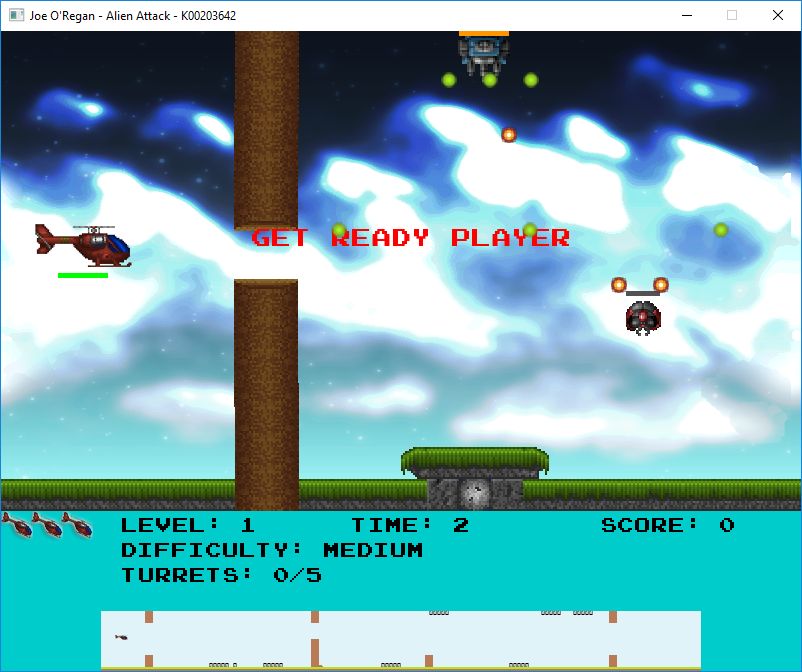 Joe O'Regan - Alien Attack - K00203642
GET READY PLAYER
LEVEL: 1 TIME: 2 SCORE: 0
DIFFICULTY: MEDIUM
TURRETS: 0/5